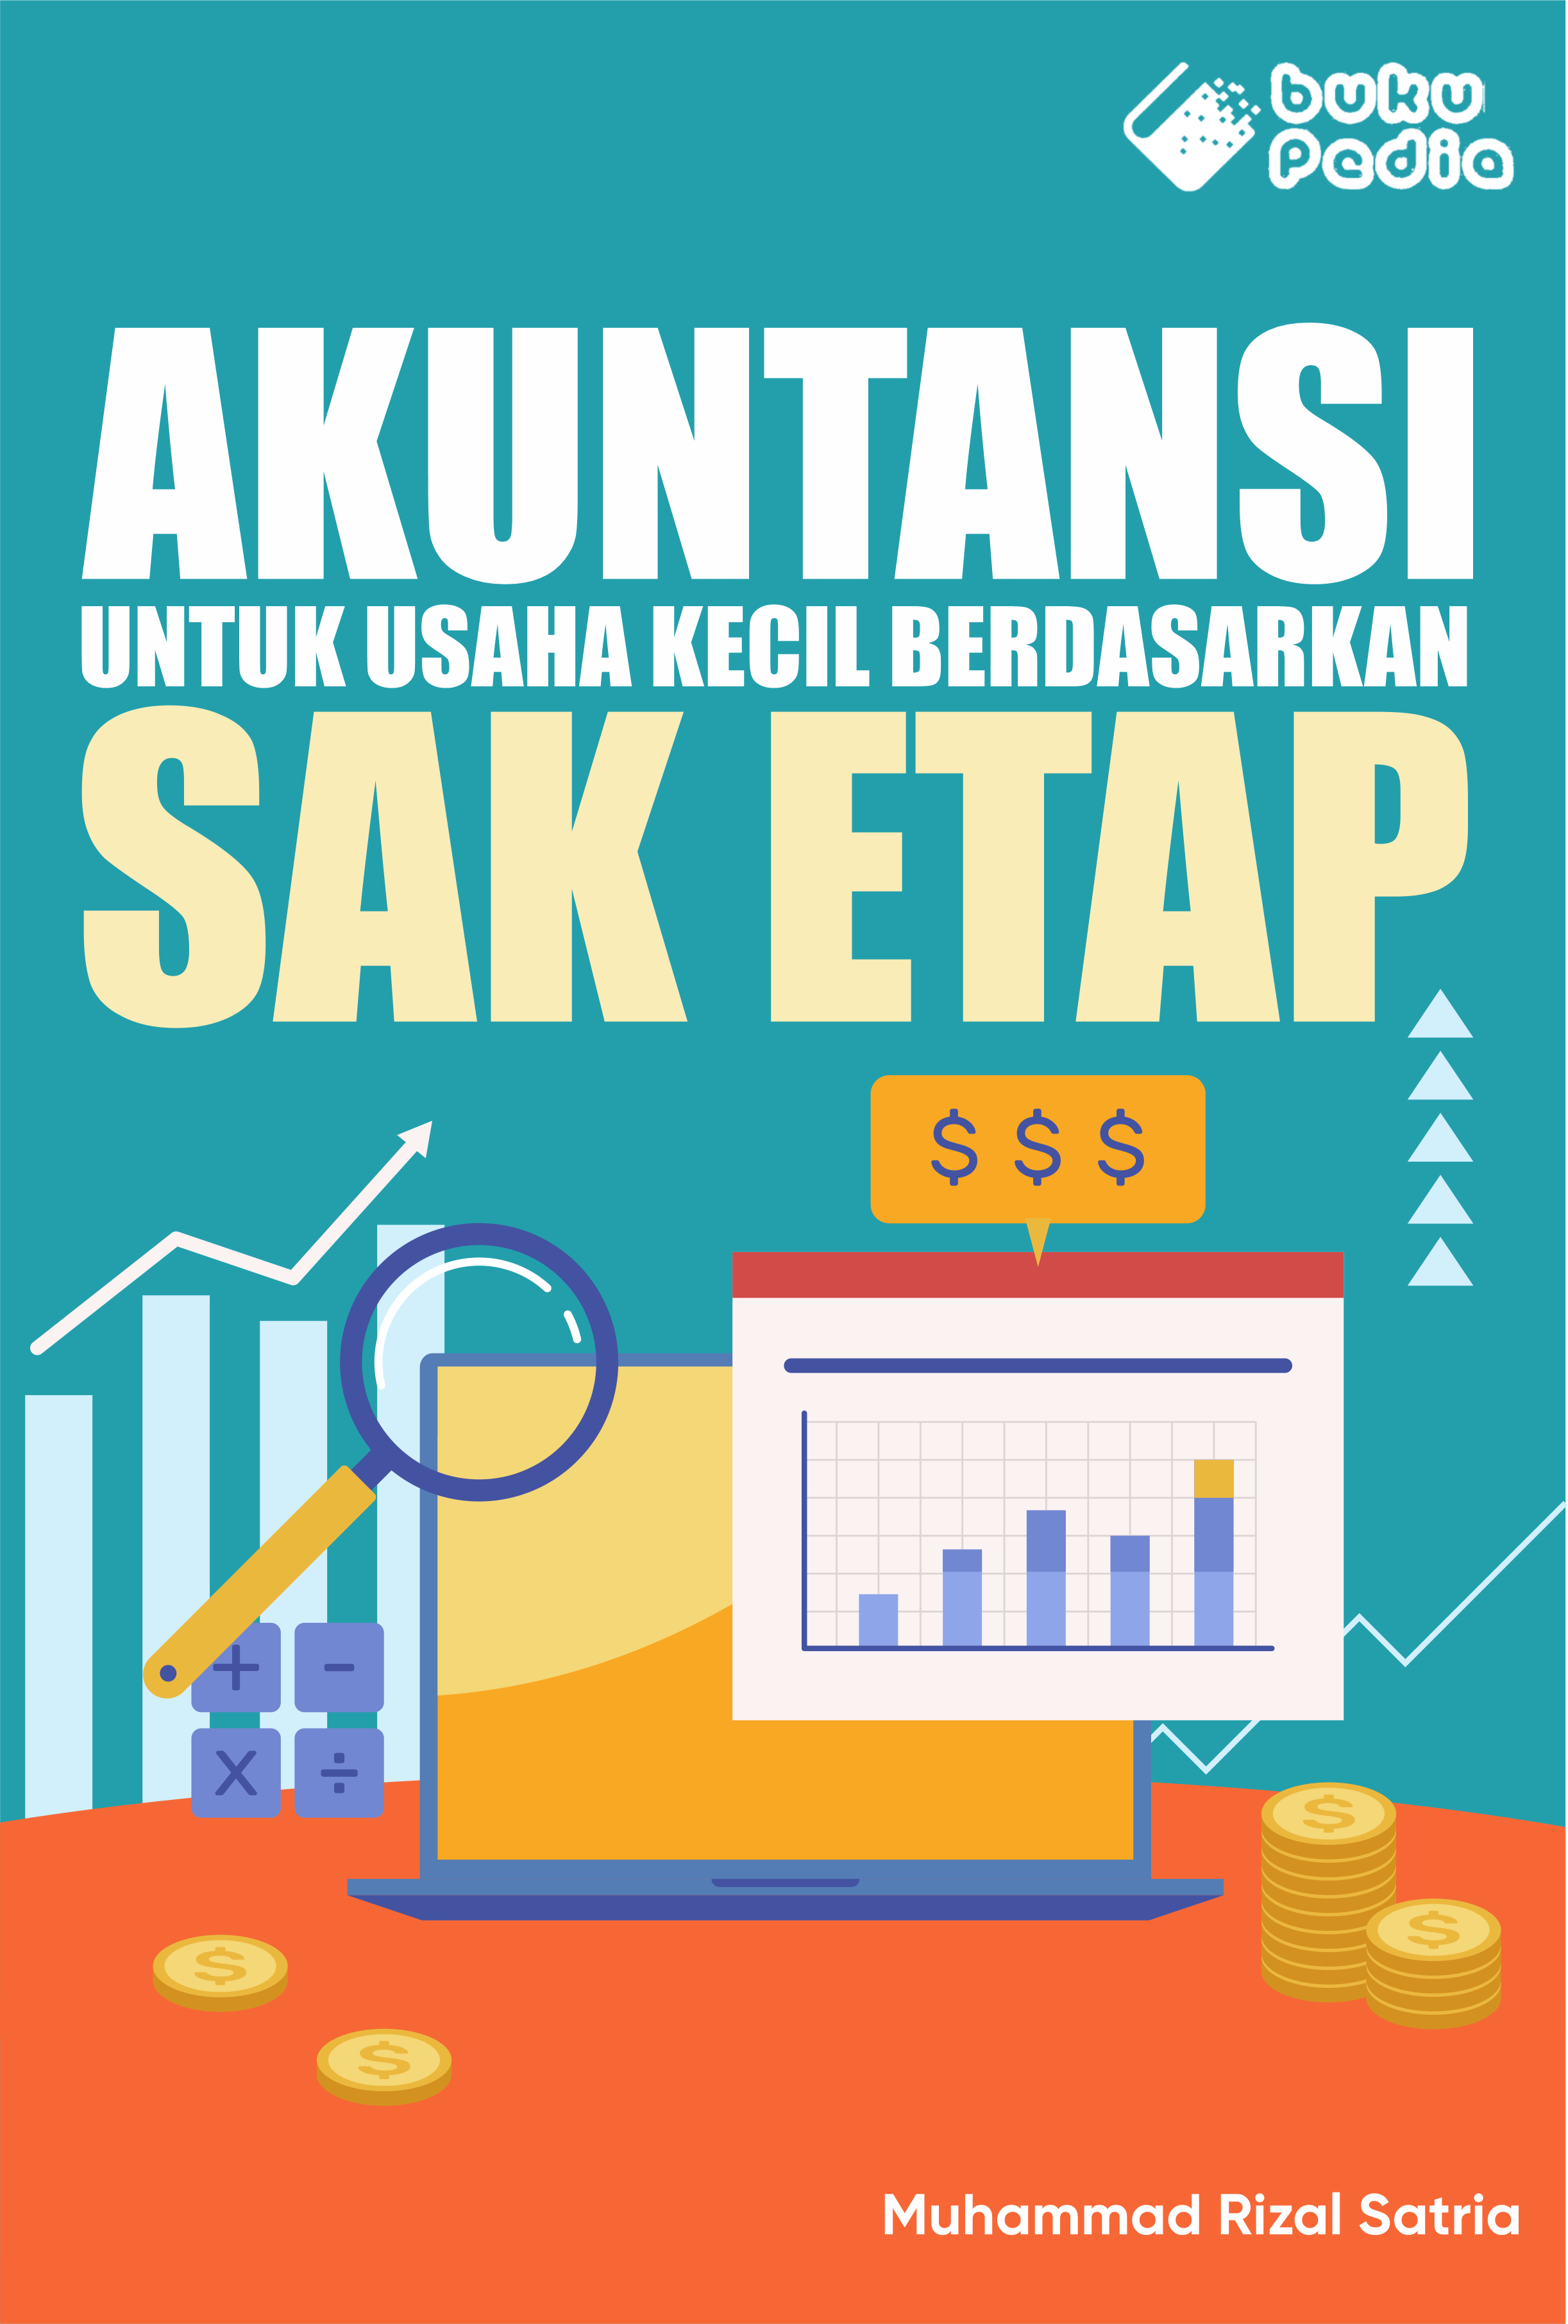 buku
Pedia
AKUNTANSI
UNTUK USAHA KECIL BERDASARKAN
SAK ETAP
$ $ $
+ -
x ÷
$
$
$
$
Muhammad Rizal Satria